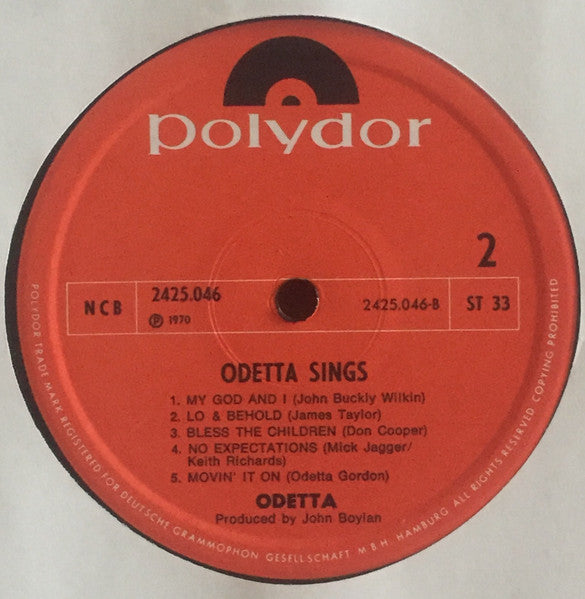 polydor
2
NCB
2425.046
℗ 1970
2425.046-B
ST 33
ODETTA SINGS
1. MY GOD AND I (John Buckly Wilkin)
2. LO & BEHOLD (James Taylor)
3. BLESS THE CHILDREN (Don Cooper)
4. NO EXPECTATIONS (Mick Jagger/
Keith Richards)
5. MOVIN' IT ON (Odetta Gordon)
ODETTA
Produced by John Boylan
POLYDOR TRADE MARK REGISTERED FOR DEUTSCHE GRAMMOPHON GESELLSCHAFT M B H. HAMBURG ALL RIGHTS RESERVED COPYING PROHIBITED